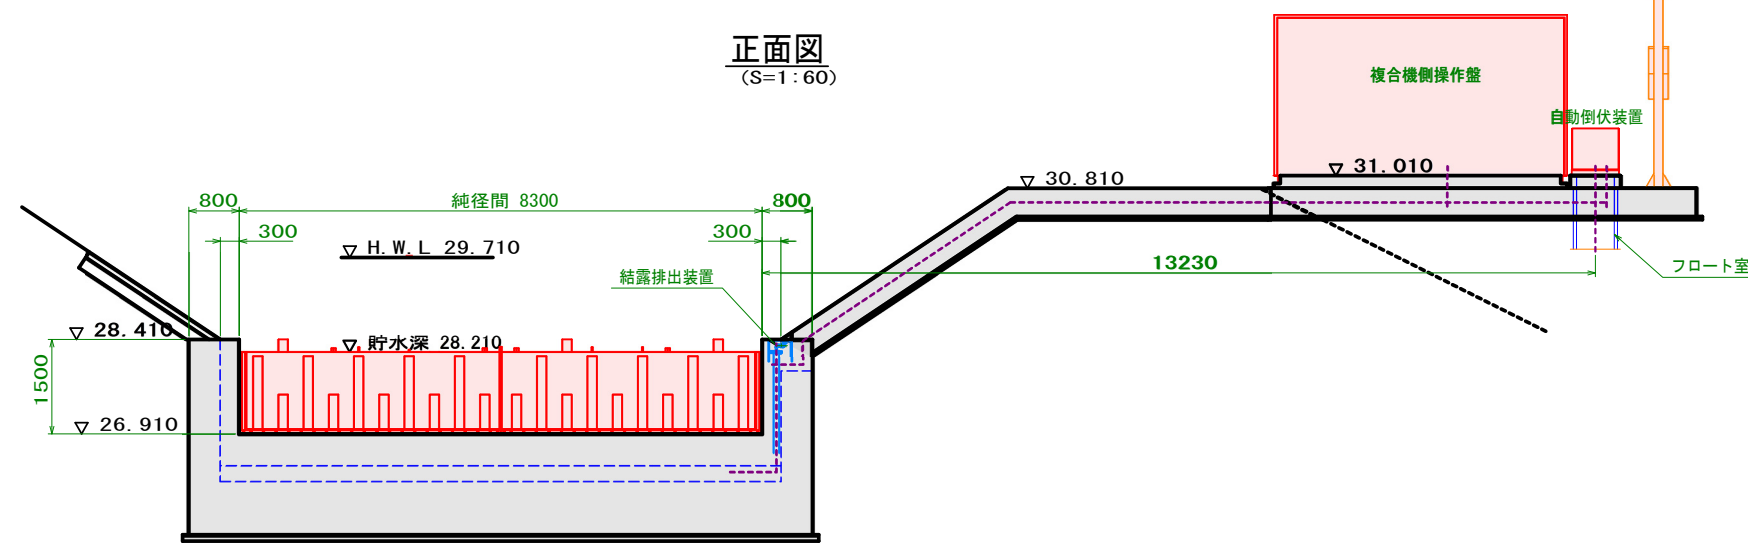 正面図
(S=1:60)
複合機側操作盤
自動倒伏装置
31.010
30.810
800
純径間 8300
800
300
300
H.W.L 29.710
13230
フロート室
結露排出装置
28.410
貯水深 28.210
1500
26.910